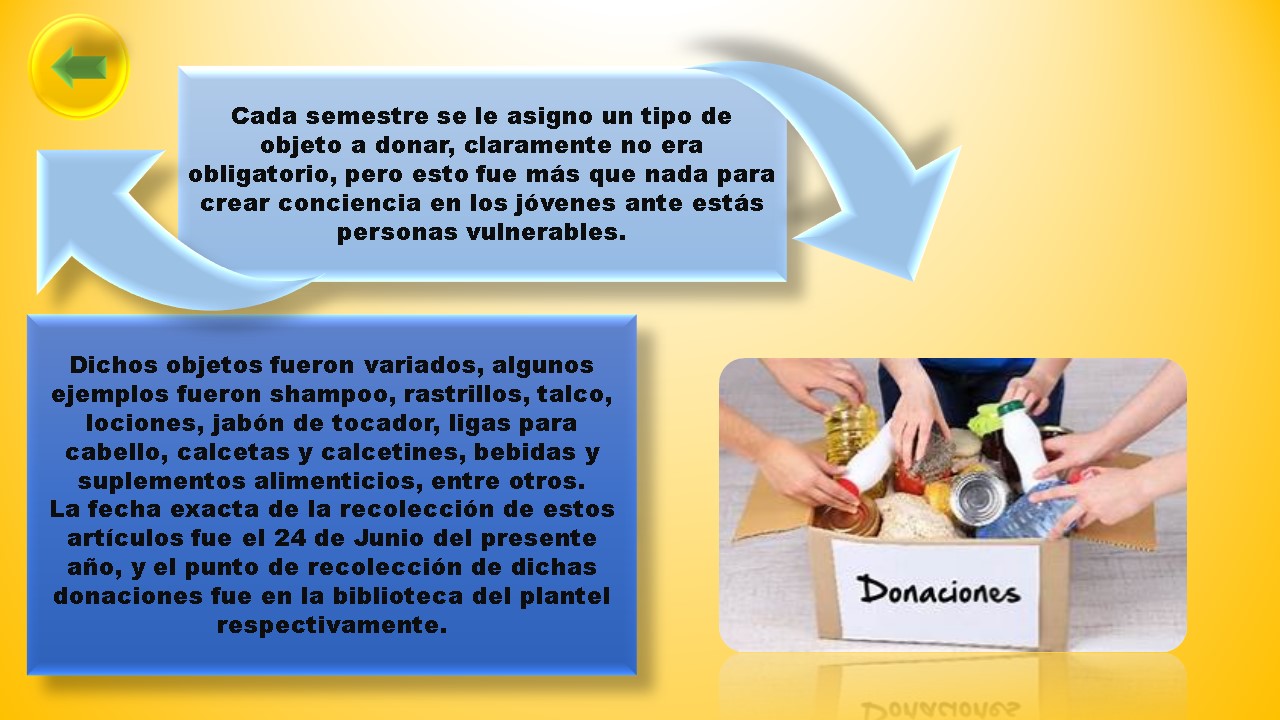 Cada semestre se le asigno un tipo de
objeto a donar, claramente no era
obligatorio, pero esto fue más que nada para
crear conciencia en los jóvenes ante estás
personas vulnerables.
Dichos objetos fueron variados, algunos
ejemplos fueron shampoo, rastrillos, talco,
lociones, jabón de tocador, ligas para
cabello, calcetas y calcetines, bebidas y
suplementos alimenticios, entre otros.
La fecha exacta de la recolección de estos
artículos fue el 24 de Junio del presente
año, y el punto de recolección de dichas
donaciones fue en la biblioteca del plantel
respectivamente.
Donaciones